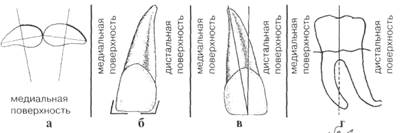 медиальная
поверхность
а
медиальная
поверхность
дистальная
поверхность
б
медиальная
поверхность
дистальная
поверхность
в
медиальная
поверхность
дистальная
поверхность
г